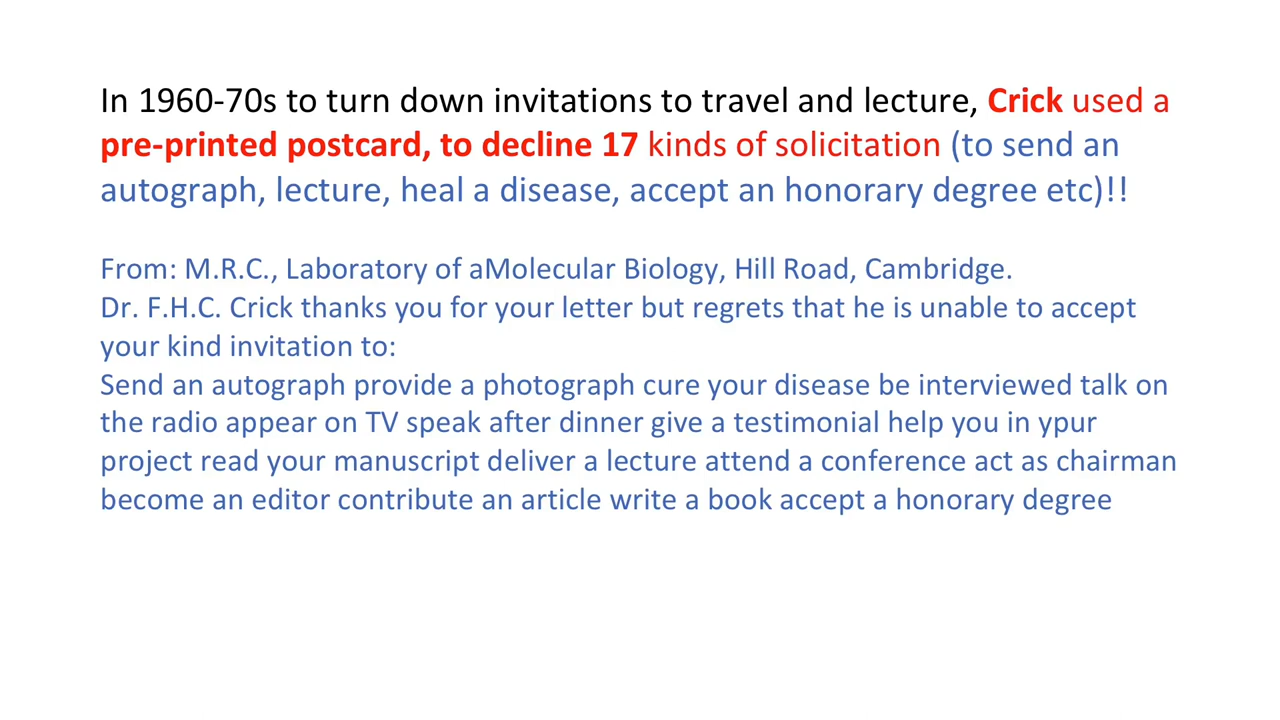 In 1960-70s to turn down invitations to travel and lecture, Crick used a
pre-printed postcard, to decline 17 kinds of solicitation (to send an
autograph, lecture, heal a disease, accept an honorary degree etc)!!
From: M.R.C., Laboratory of aMolecular Biology, Hill Road, Cambridge.
Dr. F.H.C. Crick thanks you for your letter but regrets that he is unable to accept
your kind invitation to:
Send an autograph provide a photograph cure your disease be interviewed talk on
the radio appear on TV speak after dinner give a testimonial help you in ypur
project read your manuscript deliver a lecture attend a conference act as chairman
become an editor contribute an article write a book accept a honorary degree